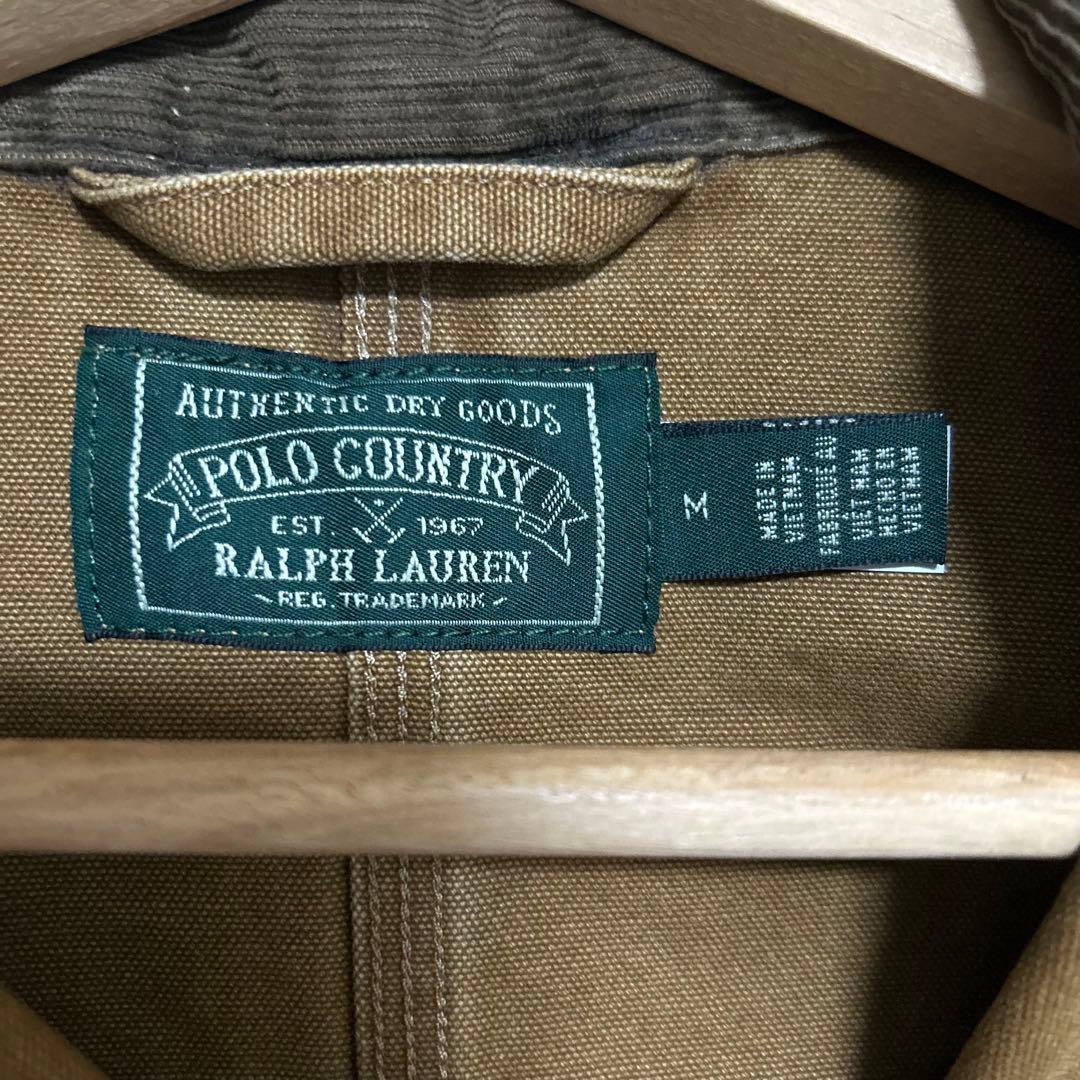 AUTHENTIC DRY GOODS
POLO COUNTRY
EST. 1967
RALPH LAUREN
REG. TRADEMARK
M
MADE IN
VIETNAM
FABRIQUÉ AU
VIET NAM
HECHO EN
VIETNAM